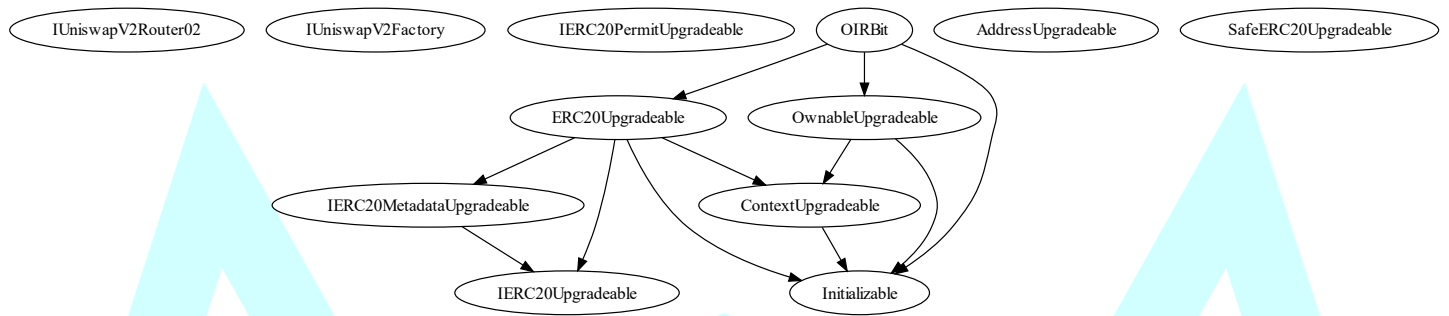 IUniswapV2Router02
IUniswapV2Factory
IERC20PermitUpgradeable
OIRBit
AddressUpgradeable
SafeERC20Upgradeable
ERC20Upgradeable
OwnableUpgradeable
IERC20MetadataUpgradeable
ContextUpgradeable
IERC20Upgradeable
Initializable